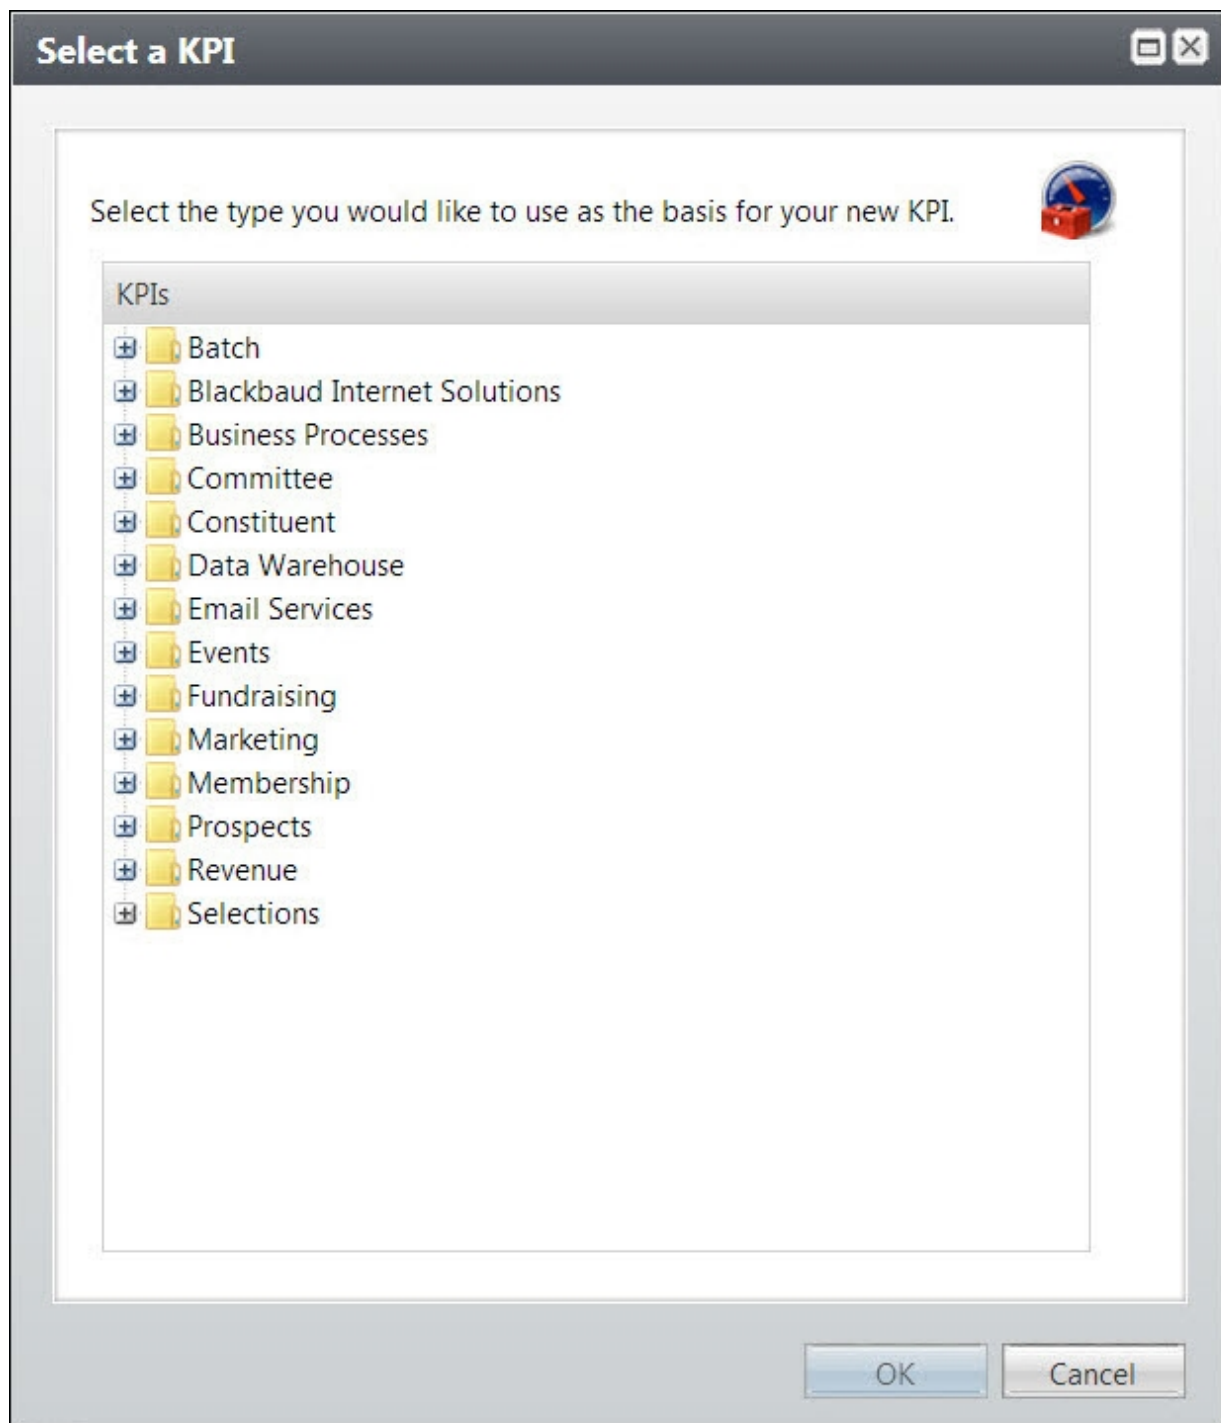 Select a KPI
Select the type you would like to use as the basis for your new KPI.
KPIs
Batch
Blackbaud Internet Solutions
Business Processes
Committee
Constituent
Data Warehouse
Email Services
Events
Fundraising
Marketing
Membership
Prospects
Revenue
Selections
OK Cancel